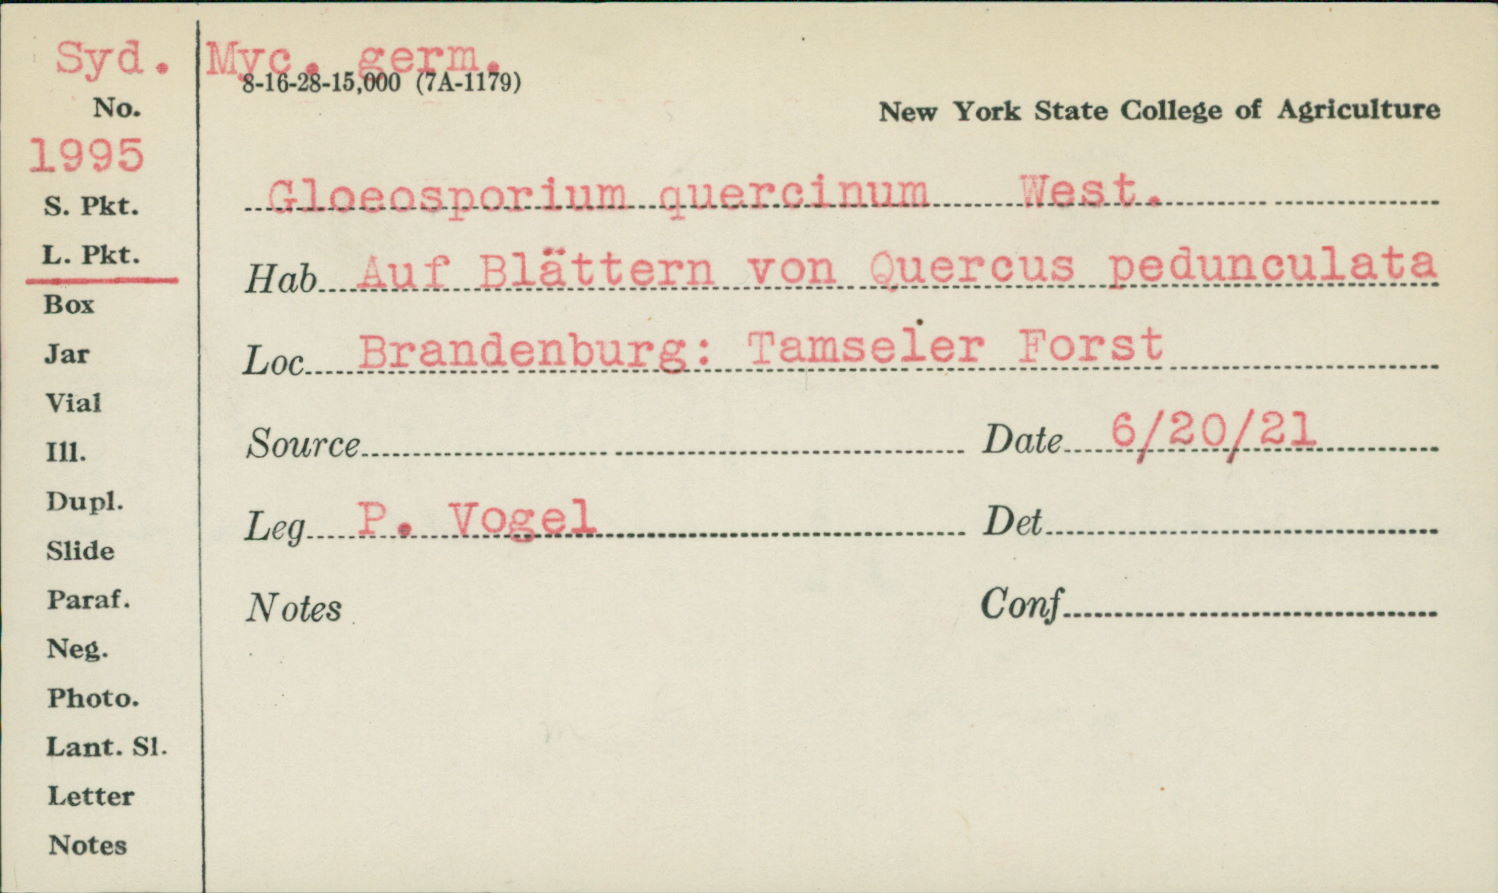 Syd. Myc. germ.
8-16-28-15,000 (7A-1179)
No.
New York State College of Agriculture
1995
Gloeosporium quercinum West.
S. Pkt.
L. Pkt.
Hab. Auf Blättern von Quercus pedunculata
Box
Jar
Loc. Brandenburg: Tamseler Forst
Vial
Ill.
Source
Date 6/20/21
Dupl.
Leg P. Vogel
Det
Slide
Paraf.
Notes
Conf
Neg.
Photo.
Lant. Sl.
Letter
Notes